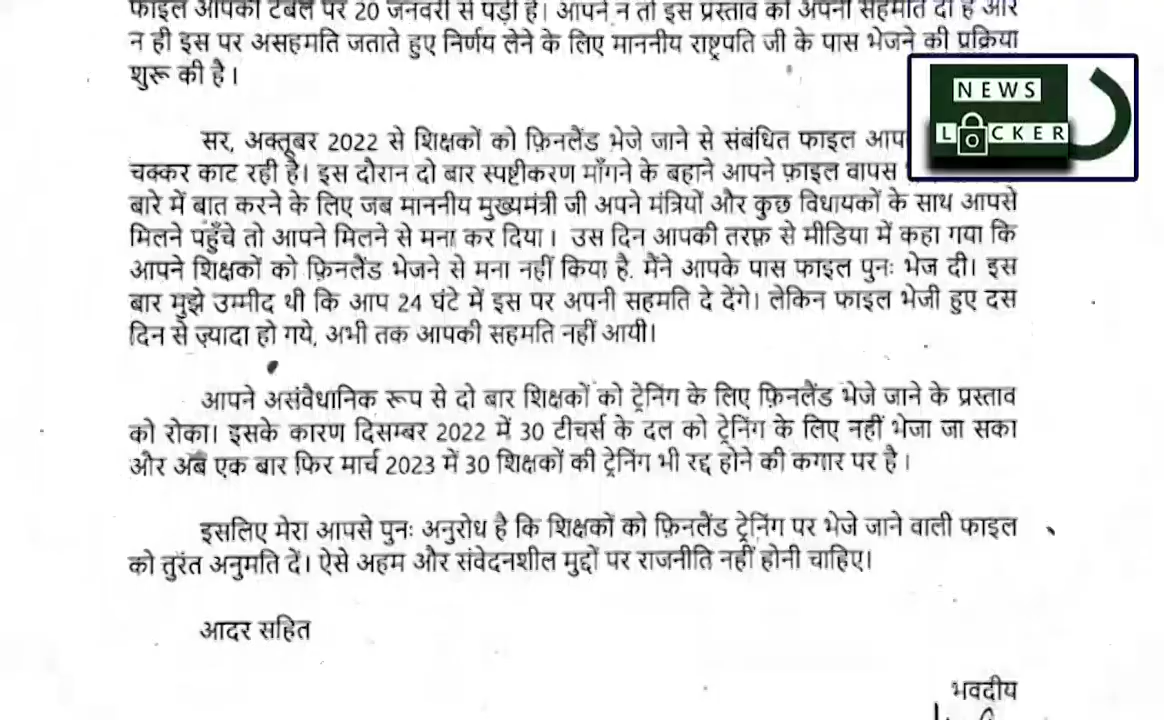 फाइल आपकी टेबल पर 20 जनवरी से पड़ी है। आपने न तो इस प्रस्ताव को अपनी सहमति दी है और
न ही इस पर असहमति जताते हुए निर्णय लेने के लिए माननीय राष्ट्रपति जी के पास भेजने की प्रक्रिया
शुरू की है।
NEWS
LOCKER
सर, अक्तूबर 2022 से शिक्षकों को फ़िनलैंड भेजे जाने से संबंधित फाइल
चक्कर काट रही है। इस दौरान दो बार स्पष्टीकरण माँगने के बहाने आपने फ़ाइल वापस
बारे में बात करने के लिए जब माननीय मुख्यमंत्री जी अपने मंत्रियों और कुछ विधायकों के साथ आपसे
मिलने पहुँचे तो आपने मिलने से मना कर दिया। उस दिन आपकी तरफ़ से मीडिया में कहा गया कि
आपने शिक्षकों को फ़िनलैंड भेजने से मना नहीं किया है. मैंने आपके पास फाइल पुनः भेज दी। इस
बार मुझे उम्मीद थी कि आप 24 घंटे में इस पर अपनी सहमति दे देंगे। लेकिन फाइल भेजी हुए दस
दिन से ज़्यादा हो गये, अभी तक आपकी सहमति नहीं आयी।
आपने असंवैधानिक रूप से दो बार शिक्षकों को ट्रेनिंग के लिए फ़िनलैंड भेजे जाने के प्रस्ताव
को रोका। इसके कारण दिसम्बर 2022 में 30 टीचर्स के दल को ट्रेनिंग के लिए नहीं भेजा जा सका
और अब एक बार फिर मार्च 2023 में 30 शिक्षकों की ट्रेनिंग भी रद्द होने की कगार पर है।
इसलिए मेरा आपसे पुनः अनुरोध है कि शिक्षकों को फ़िनलैंड ट्रेनिंग पर भेजे जाने वाली फाइल
को तुरंत अनुमति दें। ऐसे अहम और संवेदनशील मुद्दों पर राजनीति नहीं होनी चाहिए।
आदर सहित
भवदीय